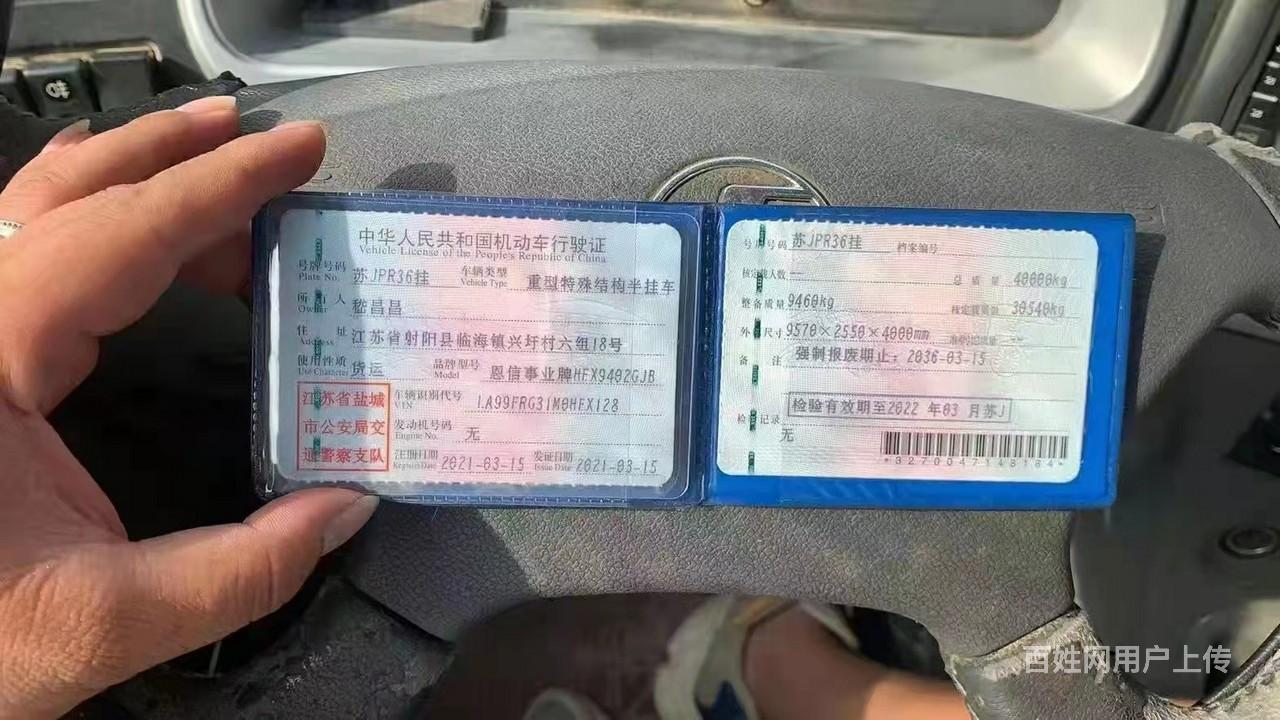 中华人民共和国机动车行驶证
Vehicle License of the People's Republic of China
号牌号码 苏JPR36挂 车辆类型 重型特殊结构半挂车
Plate No. Vehicle Type
所 人 嵇昌昌
Owner
住 址 江苏省射阳县临海镇兴圩村六组18号
Address
使用性质 货运 品牌型号 恩信事业牌HFX9402GJB
Use Character Model
江苏省盐城
市公安局交
通警察支队
车辆识别代号 LA99FRG31M0HFX128
VIN
发动机号码 无
Engine No.
注册日期 2021-03-15 发证日期 2021-03-15
Register Date Issue Date
号 号码 苏JPR36挂 档案编号
核定载人数 -- 总 质 量 40000kg
整备质量 9460kg 核定载质量 30540kg
外 尺寸 9570×2550×4000mm 质量 --
备 注 强制报废期止：2036-03-15
检 记录 检验有效期至2022 年03 月苏J
无
*3270047148184*
百姓网用户上传